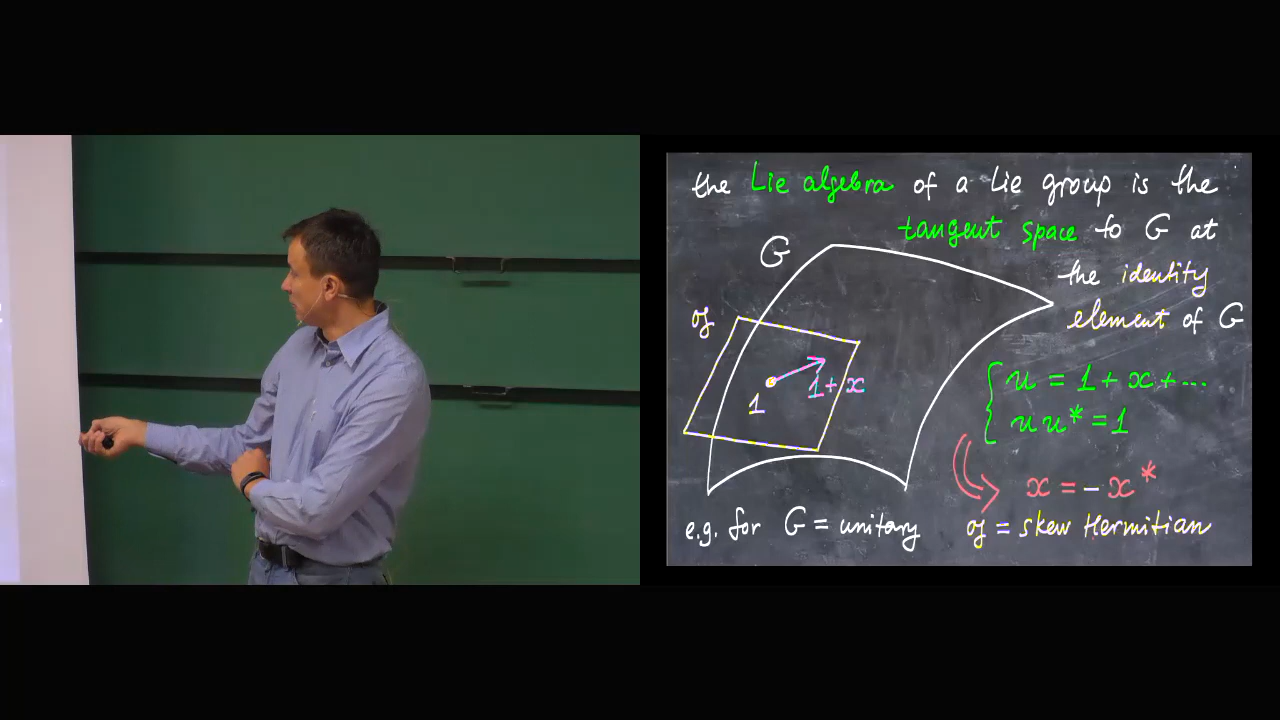 the Lie algebra of a Lie group is the
tangent space to G at
the identity
element of G
G
𝔤
1
1+x
u = 1 + x + ...
u u* = 1
x = - x*
e.g. for G = unitary 𝔤 = skew Hermitian